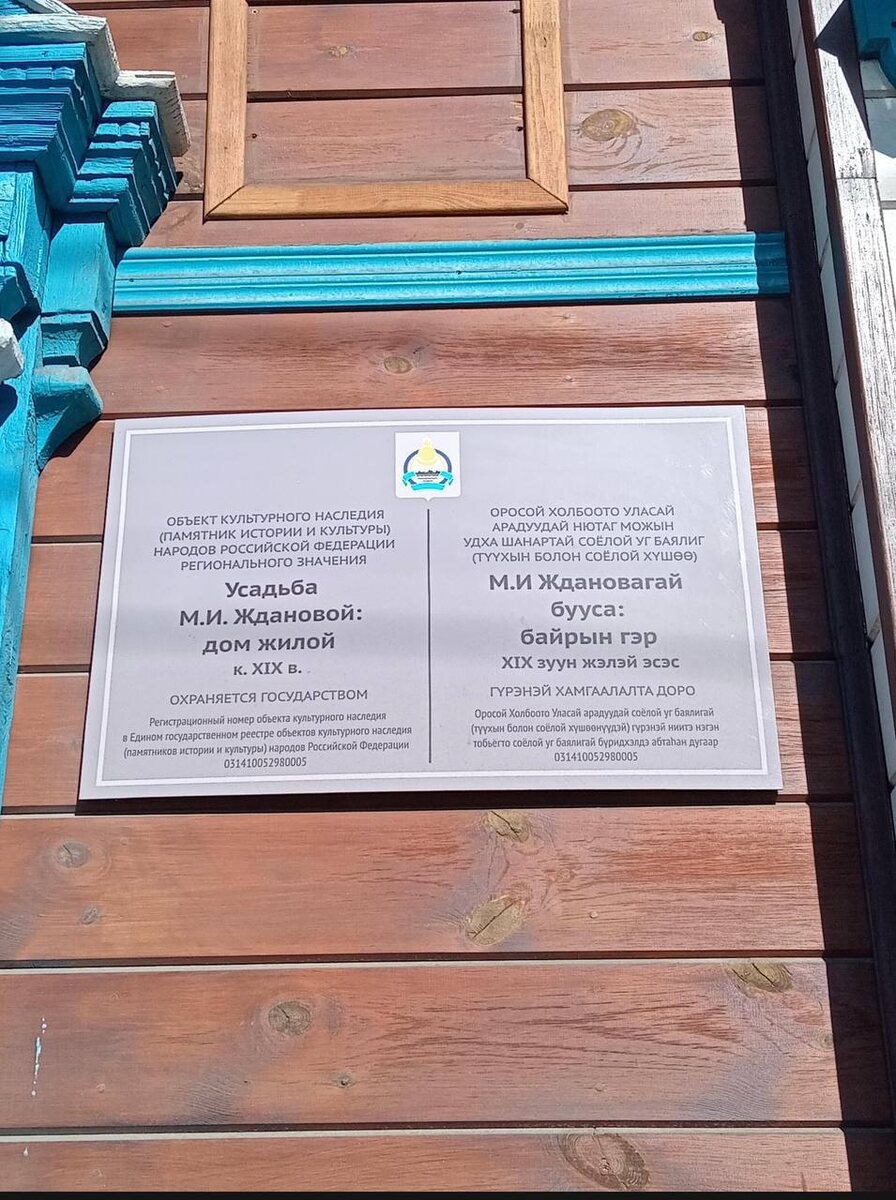 ОБЪЕКТ КУЛЬТУРНОГО НАСЛЕДИЯ
(ПАМЯТНИК ИСТОРИИ И КУЛЬТУРЫ)
НАРОДОВ РОССИЙСКОЙ ФЕДЕРАЦИИ
РЕГИОНАЛЬНОГО ЗНАЧЕНИЯ
Усадьба
М.И. Ждановой:
дом жилой
к. XIX в.
ОХРАНЯЕТСЯ ГОСУДАРСТВОМ
Регистрационный номер объекта культурного наследия
в Едином государственном реестре объектов культурного наследия
(памятников истории и культуры) народов Российской Федерации
031410052980005
ОРОСОЙ ХОЛБООТО УЛАСАЙ
АРАДУУДАЙ НЮТАГ МОЖЫН
УДХА ШАНАРТАЙ СОЁЛОЙ УГ БАЯЛИГ
(ТҮҮХЫН БОЛОН СОЁЛОЙ ХҮШӨӨ)
М.И Ждановагай
бууса:
байрын гэр
XIX зуун жэлэй эсэс
ГҮРЭНЭЙ ХАМГААЛАЛТА ДОРО
Оросой Холбоото Уласай арадуудай соёлой уг баялигай
(түүхын болон соёлой хүшөөнүүдэй) гүрэнэй ниитэ нэгэн
тобьёгто соёлой уг баялигай бүридхэлдэ абтаһан дугаар
031410052980005